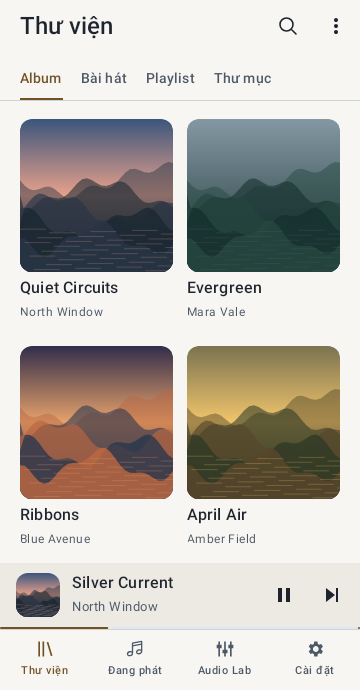 Thư viện
Album
Bài hát
Playlist
Thư mục
Quiet Circuits
North Window
Evergreen
Mara Vale
Ribbons
Blue Avenue
April Air
Amber Field
Silver Current
North Window
Thư viện
Đang phát
Audio Lab
Cài đặt